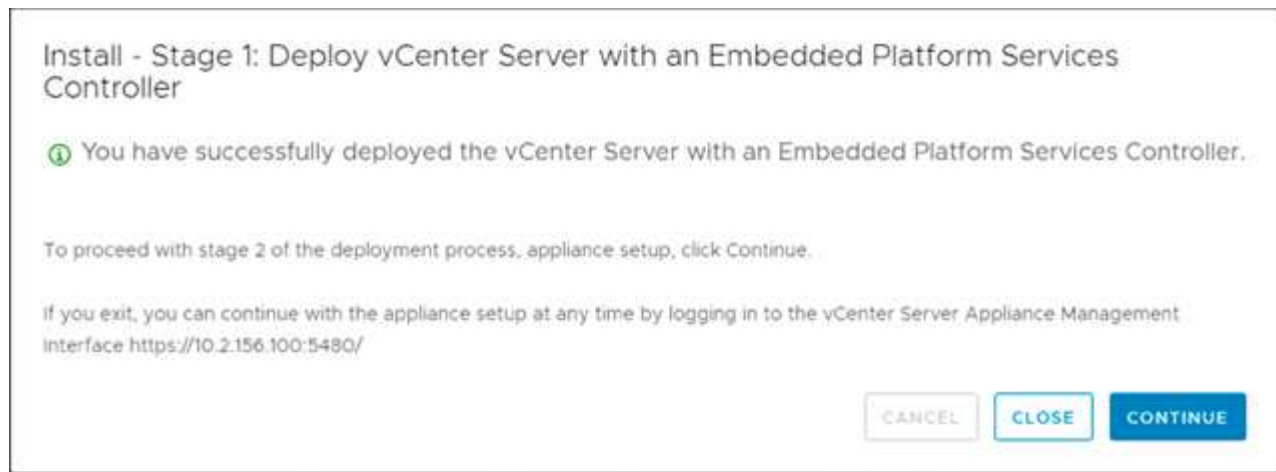 Install - Stage 1: Deploy vCenter Server with an Embedded Platform Services
Controller
You have successfully deployed the vCenter Server with an Embedded Platform Services Controller.
To proceed with stage 2 of the deployment process, appliance setup, click Continue.
If you exit, you can continue with the appliance setup at any time by logging in to the vCenter Server Appliance Management
Interface https://10.2.156.100:5480/
CANCEL CLOSE CONTINUE